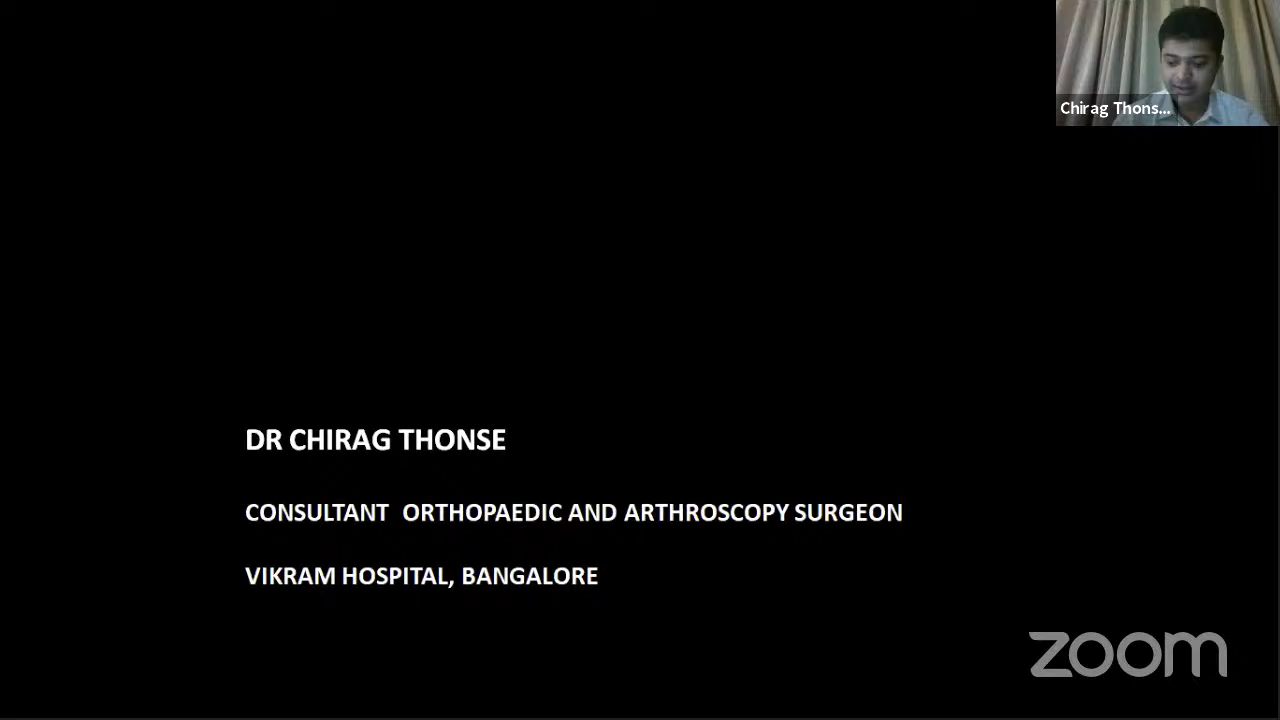 Chirag Thons...
DR CHIRAG THONSE
CONSULTANT ORTHOPAEDIC AND ARTHROSCOPY SURGEON
VIKRAM HOSPITAL, BANGALORE
zoom